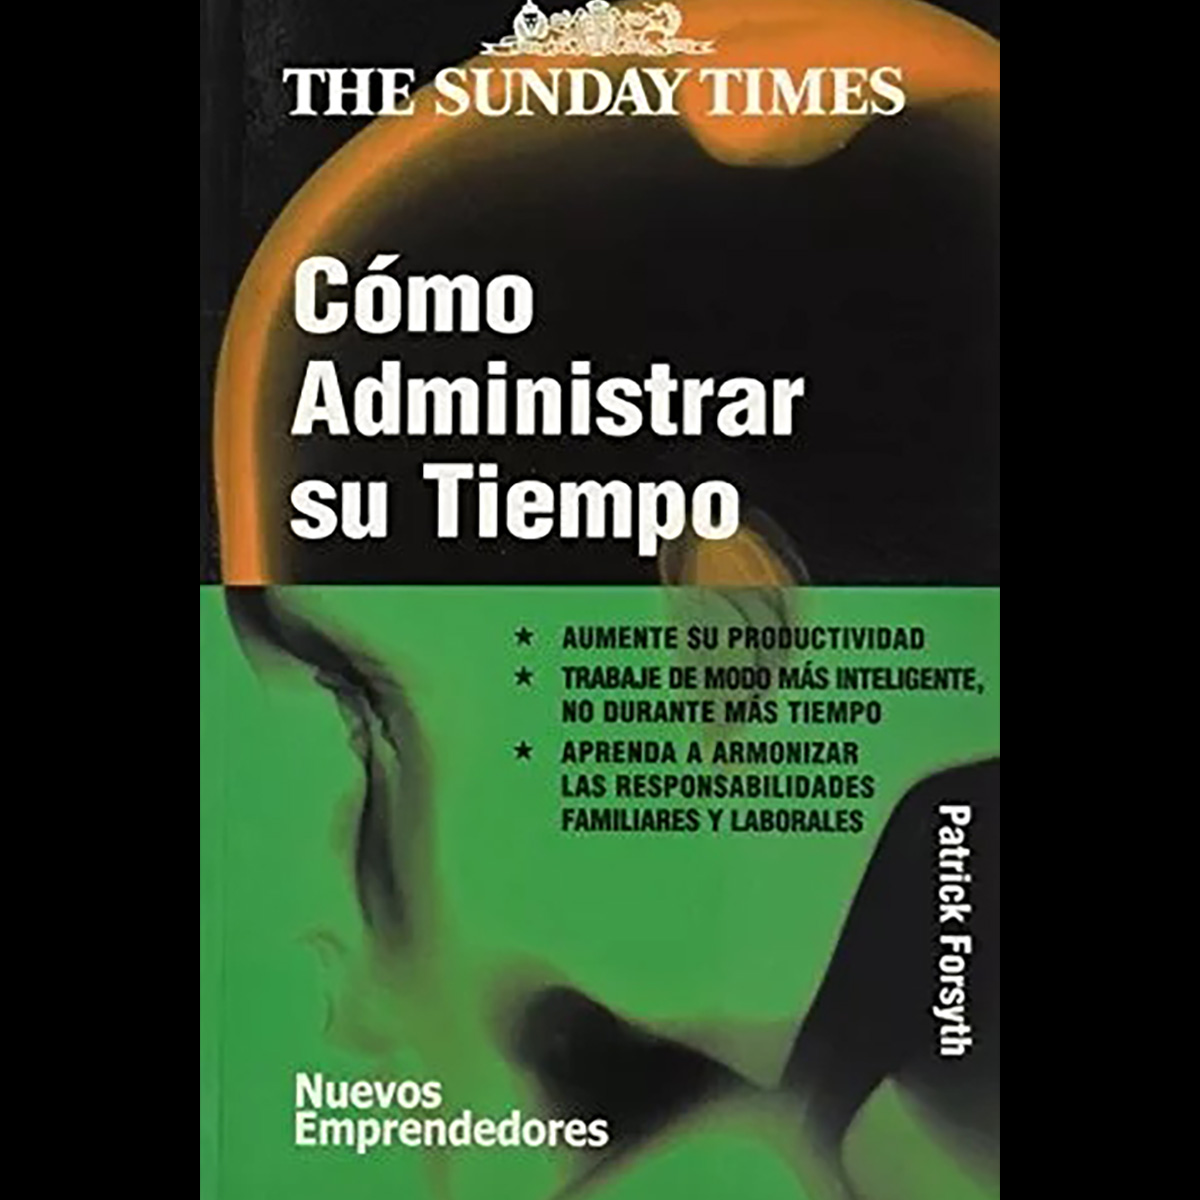 THE SUNDAY TIMES
Cómo
Administrar
su Tiempo
★ AUMENTE SU PRODUCTIVIDAD
★ TRABAJE DE MODO MÁS INTELIGENTE,
NO DURANTE MÁS TIEMPO
★ APRENDA A ARMONIZAR
LAS RESPONSABILIDADES
FAMILIARES Y LABORALES
Patrick Forsyth
Nuevos
Emprendedores